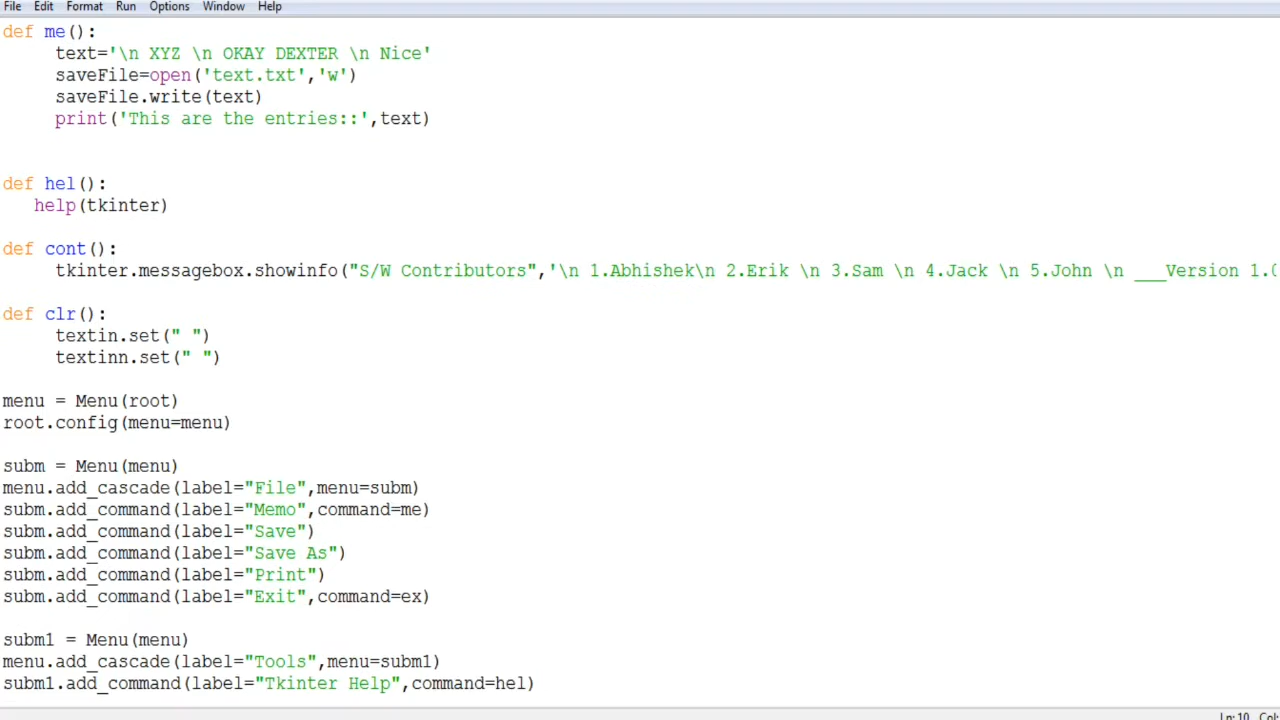 File Edit Format Run Options Window Help
def me():
     text='\n XYZ \n OKAY DEXTER \n Nice'
     saveFile=open('text.txt','w')
     saveFile.write(text)
     print('This are the entries::',text)
def hel():
   help(tkinter)
def cont():
     tkinter.messagebox.showinfo("S/W Contributors",'\n 1.Abhishek\n 2.Erik \n 3.Sam \n 4.Jack \n 5.John \n ___Version 1.0
def clr():
     textin.set(" ")
     textinn.set(" ")
menu = Menu(root)
root.config(menu=menu)
subm = Menu(menu)
menu.add_cascade(label="File",menu=subm)
subm.add_command(label="Memo",command=me)
subm.add_command(label="Save")
subm.add_command(label="Save As")
subm.add_command(label="Print")
subm.add_command(label="Exit",command=ex)
subm1 = Menu(menu)
menu.add_cascade(label="Tools",menu=subm1)
subm1.add_command(label="Tkinter Help",command=hel)
Ln:10 Col: